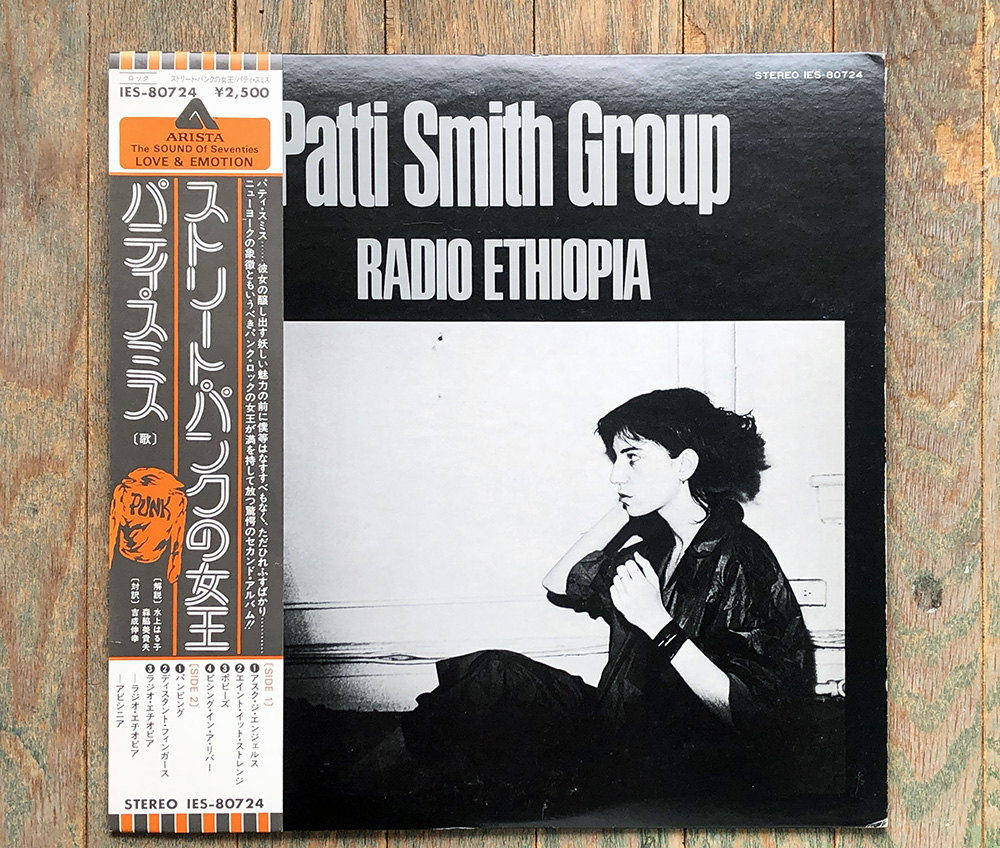 ロック ストリート・パンクの女王/パティ・スミス
IES-80724 ¥2,500
ARISTA
The SOUND Of Seventies
LOVE & EMOTION
パティ・スミス……彼女の醸し出す妖しい魅力の前に僕等はなすすべもなく、ただひれふすばかり………
ニューヨークの象徴ともいうべきパンク・ロックの女王が満を持して放つ驚愕のセカンド・アルバム!!
ストリート・パンクの女王
パティ・スミス
〔歌〕
PUNK
〔解説〕水上はる子
森脇美貴夫
〔対訳〕吉成伸幸
〔SIDE 1〕
❶アスク・ジ・エンジェルス
❷エイント・イット・ストレンジ
❸ポピーズ
❹ピシング・イン・ア・リバー
〔SIDE 2〕
❶パンピング
❷ディスタント・フィンガース
❸ラジオ・エチオピア
―ラジオ・エチオピア
―アビシニア
STEREO IES-80724
STEREO IES-80724
Patti Smith Group
RADIO ETHIOPIA